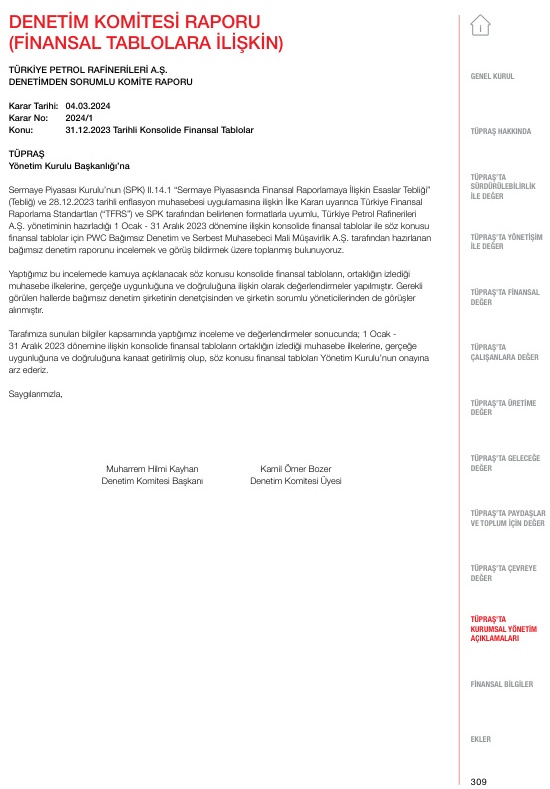 DENETİM KOMİTESİ RAPORU
(FİNANSAL TABLOLARA İLİŞKİN)
TÜRKİYE PETROL RAFİNERİLERİ A.Ş.
DENETİMDEN SORUMLU KOMİTE RAPORU
Karar Tarihi: 04.03.2024
Karar No: 2024/1
Konu: 31.12.2023 Tarihli Konsolide Finansal Tablolar
TÜPRAŞ
Yönetim Kurulu Başkanlığı’na
Sermaye Piyasası Kurulu’nun (SPK) II.14.1 “Sermaye Piyasasında Finansal Raporlamaya İlişkin Esaslar Tebliği”
(Tebliğ) ve 28.12.2023 tarihli enflasyon muhasebesi uygulamasına ilişkin İlke Kararı uyarınca Türkiye Finansal
Raporlama Standartları (“TFRS”) ve SPK tarafından belirlenen formatlarla uyumlu, Türkiye Petrol Rafinerileri
A.Ş. yönetiminin hazırladığı 1 Ocak - 31 Aralık 2023 dönemine ilişkin konsolide finansal tablolar ile söz konusu
finansal tablolar için PWC Bağımsız Denetim ve Serbest Muhasebeci Mali Müşavirlik A.Ş. tarafından hazırlanan
bağımsız denetim raporunu incelemek ve görüş bildirmek üzere toplanmış bulunuyoruz.
Yaptığımız bu incelemede kamuya açıklanacak söz konusu konsolide finansal tabloların, ortaklığın izlediği
muhasebe ilkelerine, gerçeğe uygunluğuna ve doğruluğuna ilişkin olarak değerlendirmeler yapılmıştır. Gerekli
görülen hallerde bağımsız denetim şirketinin denetçisinden ve şirketin sorumlu yöneticilerinden de görüşler
alınmıştır.
Tarafımıza sunulan bilgiler kapsamında yaptığımız inceleme ve değerlendirmeler sonucunda; 1 Ocak -
31 Aralık 2023 dönemine ilişkin konsolide finansal tabloların ortaklığın izlediği muhasebe ilkelerine, gerçeğe
uygunluğuna ve doğruluğuna kanaat getirilmiş olup, söz konusu finansal tabloları Yönetim Kurulu’nun onayına
arz ederiz.
Saygılarımızla,
Muharrem Hilmi Kayhan Kamil Ömer Bozer
Denetim Komitesi Başkanı Denetim Komitesi Üyesi
GENEL KURUL
TÜPRAŞ HAKKINDA
TÜPRAŞ’TA
SÜRDÜRÜLEBİLİRLİK
İLE DEĞER
TÜPRAŞ’TA YÖNETİŞİM
İLE DEĞER
TÜPRAŞ’TA FİNANSAL
DEĞER
TÜPRAŞ’TA
ÇALIŞANLARA DEĞER
TÜPRAŞ’TA ÜRETİME
DEĞER
TÜPRAŞ’TA GELECEĞE
DEĞER
TÜPRAŞ’TA PAYDAŞLAR
VE TOPLUM İÇİN DEĞER
TÜPRAŞ’TA ÇEVREYE
DEĞER
TÜPRAŞ’TA
KURUMSAL YÖNETİM
AÇIKLAMALARI
FİNANSAL BİLGİLER
EKLER
309